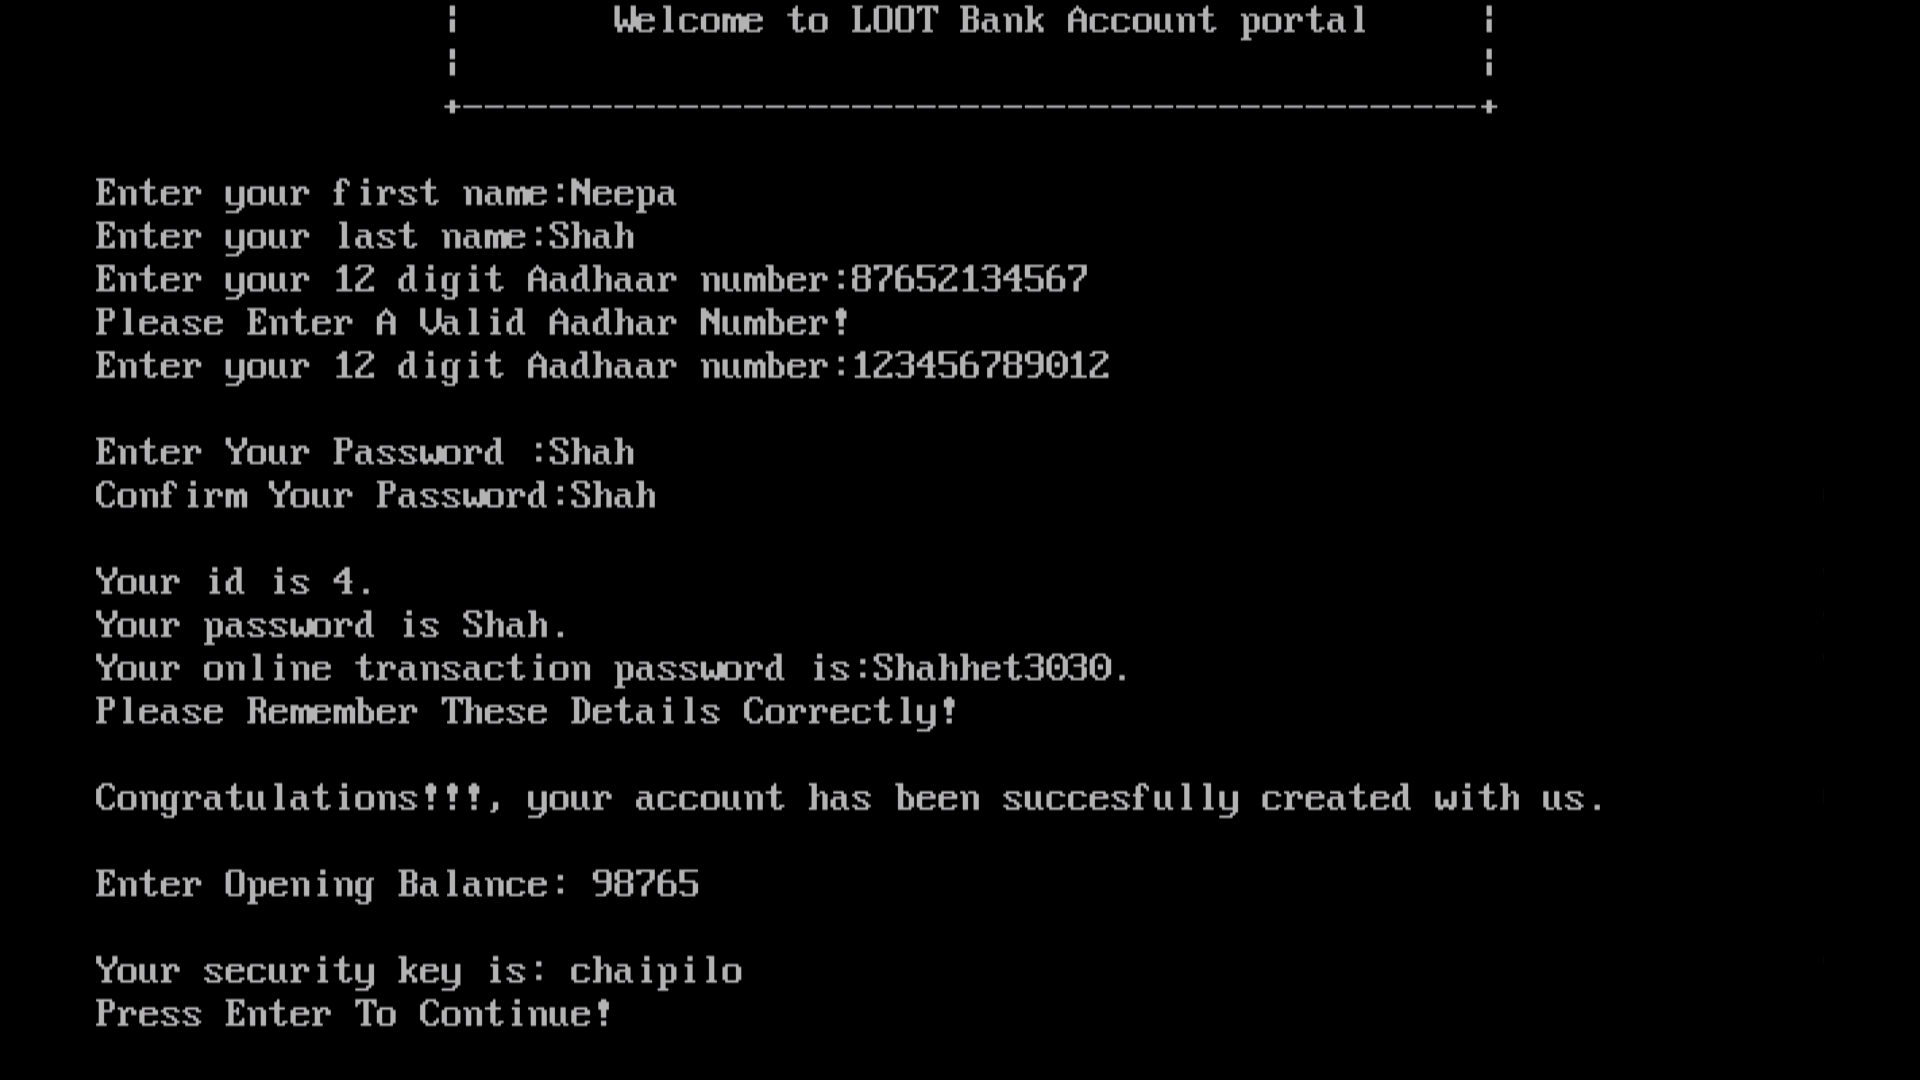 Welcome to LOOT Bank Account portal
Enter your first name:Neepa
Enter your last name:Shah
Enter your 12 digit Aadhaar number:87652134567
Please Enter A Valid Aadhar Number!
Enter your 12 digit Aadhaar number:123456789012
Enter Your Password :Shah
Confirm Your Password:Shah
Your id is 4.
Your password is Shah.
Your online transaction password is:Shahhet3030.
Please Remember These Details Correctly!
Congratulations!!!, your account has been succesfully created with us.
Enter Opening Balance: 98765
Your security key is: chaipilo
Press Enter To Continue!